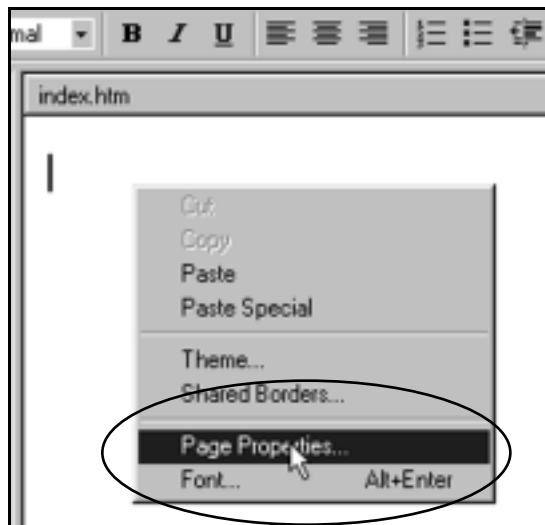 mal B I U
index.htm
Cut
Copy
Paste
Paste Special
Theme...
Shared Borders...
Page Properties...
Font... Alt+Enter